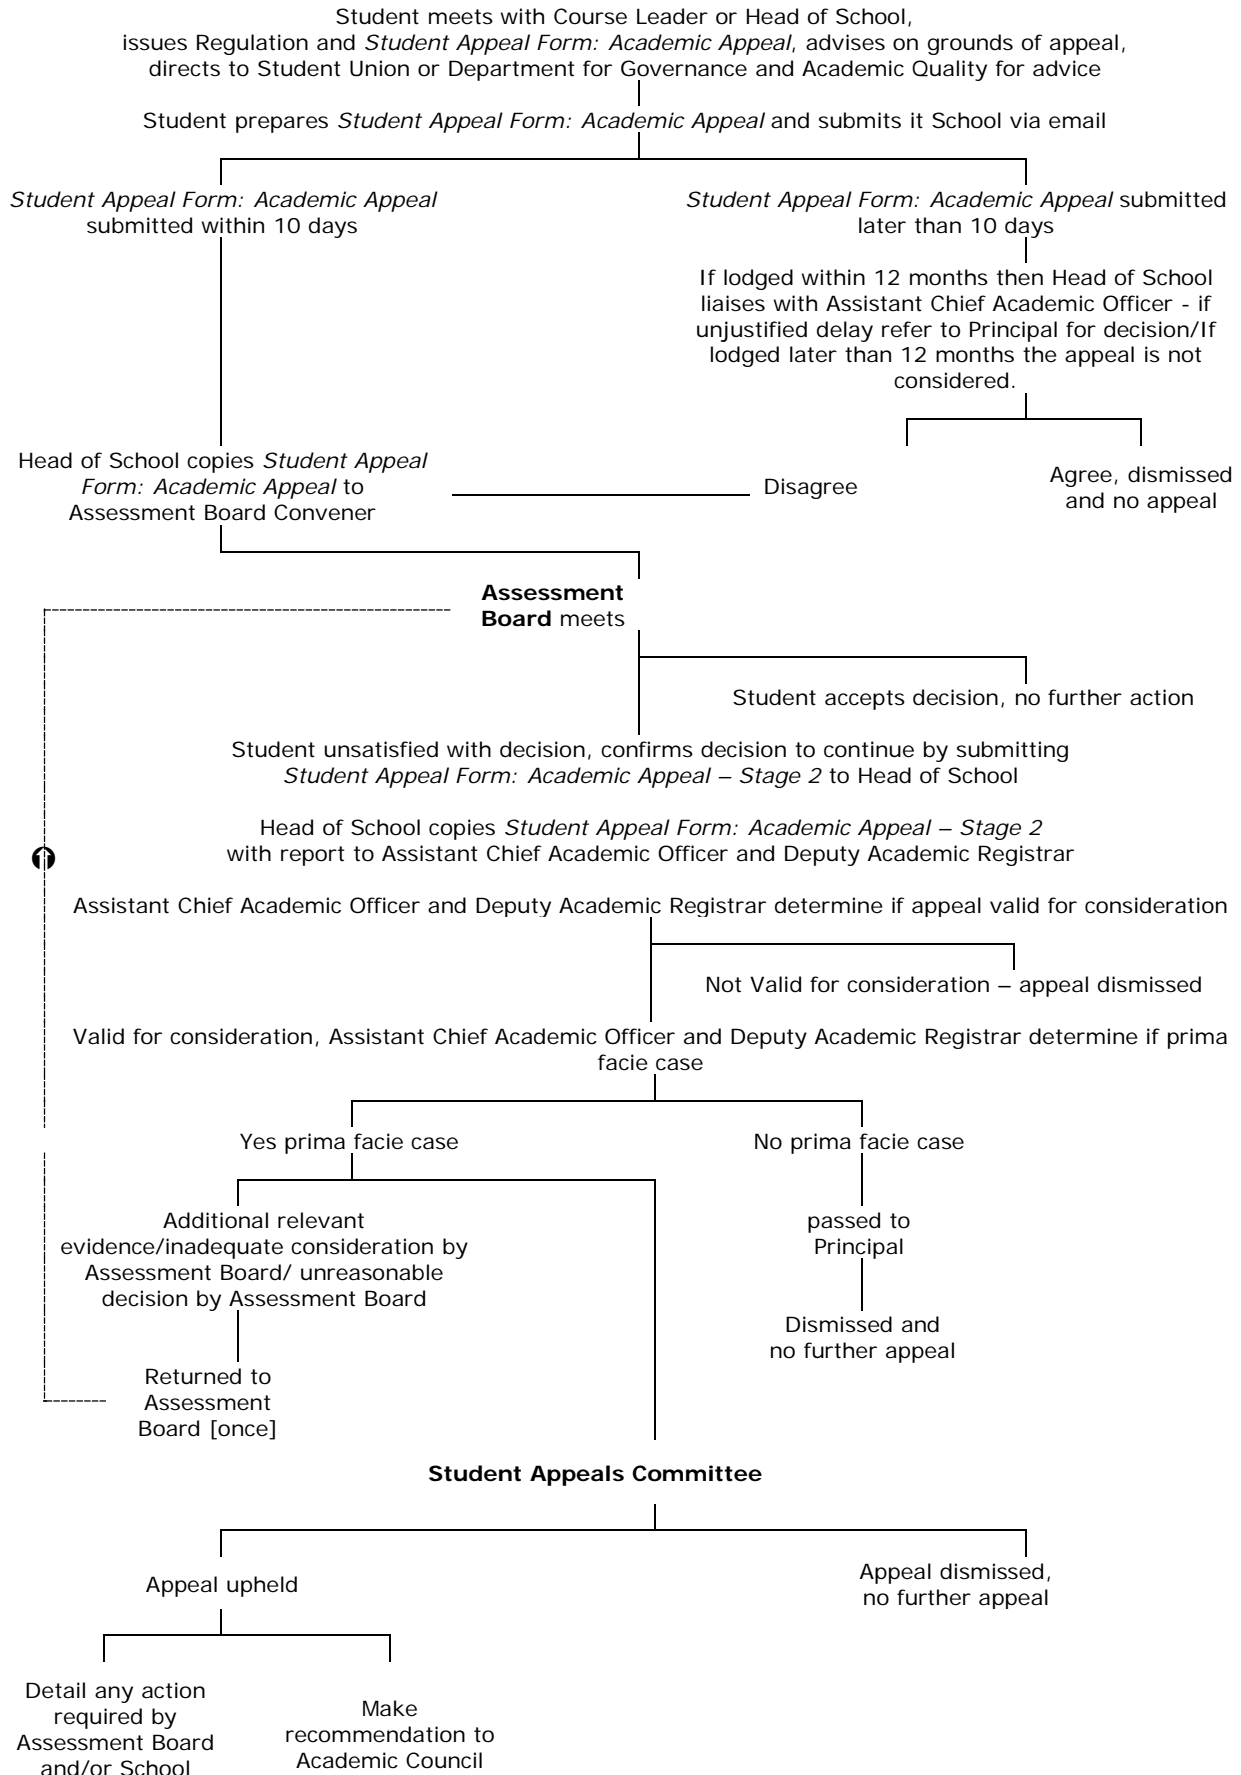 Student meets with Course Leader or Head of School,
issues Regulation and Student Appeal Form: Academic Appeal, advises on grounds of appeal,
directs to Student Union or Department for Governance and Academic Quality for advice
Student prepares Student Appeal Form: Academic Appeal and submits it School via email
Student Appeal Form: Academic Appeal
submitted within 10 days
Student Appeal Form: Academic Appeal submitted
later than 10 days
If lodged within 12 months then Head of School
liaises with Assistant Chief Academic Officer - if
unjustified delay refer to Principal for decision/If
lodged later than 12 months the appeal is not
considered.
Head of School copies Student Appeal
Form: Academic Appeal to
Assessment Board Convener
Disagree
Agree, dismissed
and no appeal
Assessment
Board meets
Student accepts decision, no further action
Student unsatisfied with decision, confirms decision to continue by submitting
Student Appeal Form: Academic Appeal – Stage 2 to Head of School
Head of School copies Student Appeal Form: Academic Appeal – Stage 2
with report to Assistant Chief Academic Officer and Deputy Academic Registrar
Assistant Chief Academic Officer and Deputy Academic Registrar determine if appeal valid for consideration
Not Valid for consideration – appeal dismissed
Valid for consideration, Assistant Chief Academic Officer and Deputy Academic Registrar determine if prima
facie case
Yes prima facie case
No prima facie case
Additional relevant
evidence/inadequate consideration by
Assessment Board/ unreasonable
decision by Assessment Board
passed to
Principal
Dismissed and
no further appeal
Returned to
Assessment
Board [once]
Student Appeals Committee
Appeal upheld
Appeal dismissed,
no further appeal
Detail any action
required by
Assessment Board
and/or School
Make
recommendation to
Academic Council